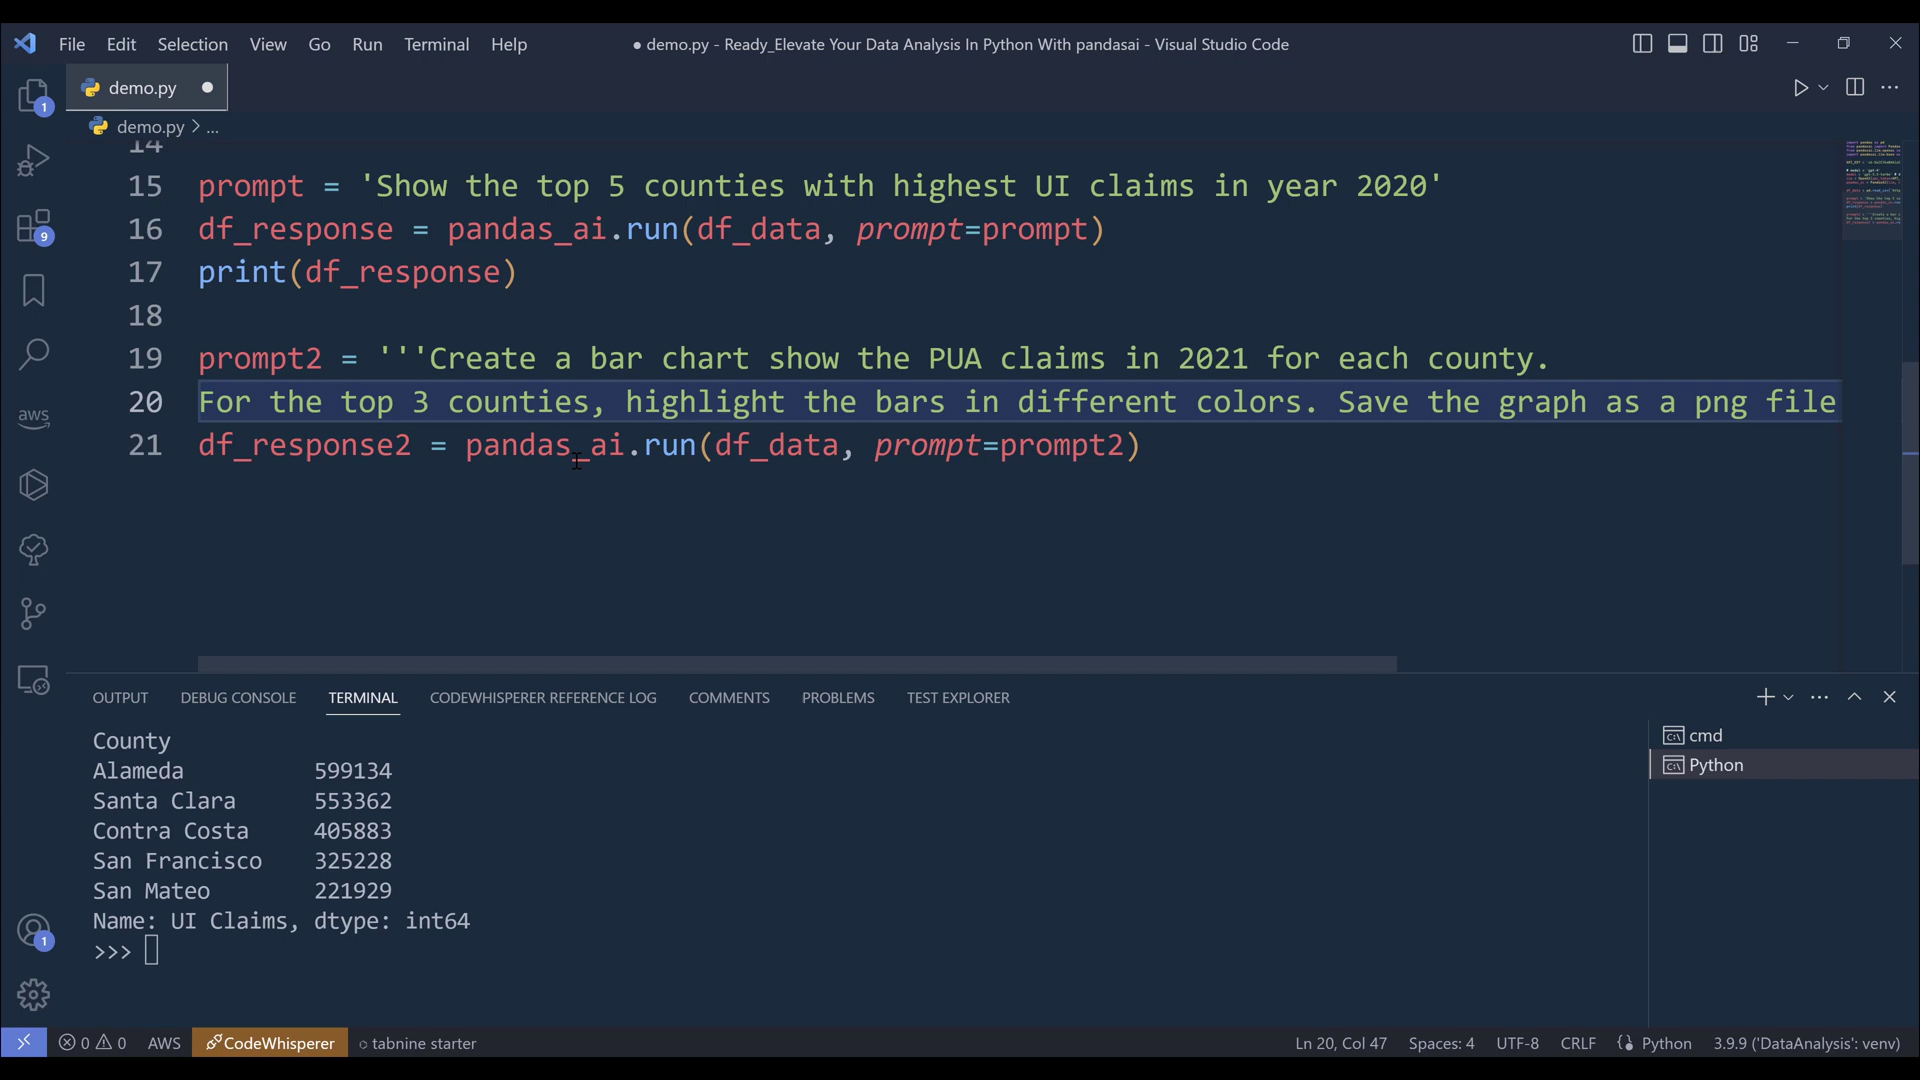 File Edit Selection View Go Run Terminal Help
● demo.py - Ready_Elevate Your Data Analysis In Python With pandasai - Visual Studio Code
demo.py
demo.py > ...
1
9
14
15 prompt = 'Show the top 5 counties with highest UI claims in year 2020'
16 df_response = pandas_ai.run(df_data, prompt=prompt)
17 print(df_response)
18
19 prompt2 = '''Create a bar chart show the PUA claims in 2021 for each county.
20 For the top 3 counties, highlight the bars in different colors. Save the graph as a png file
21 df_response2 = pandas_ai.run(df_data, prompt=prompt2)
aws
OUTPUT DEBUG CONSOLE TERMINAL CODEWHISPERER REFERENCE LOG COMMENTS PROBLEMS TEST EXPLORER
County
Alameda 599134
Santa Clara 553362
Contra Costa 405883
San Francisco 325228
San Mateo 221929
Name: UI Claims, dtype: int64
>>>
cmd
Python
1
0 0 AWS CodeWhisperer tabnine starter
Ln 20, Col 47 Spaces: 4 UTF-8 CRLF Python 3.9.9 ('DataAnalysis': venv)